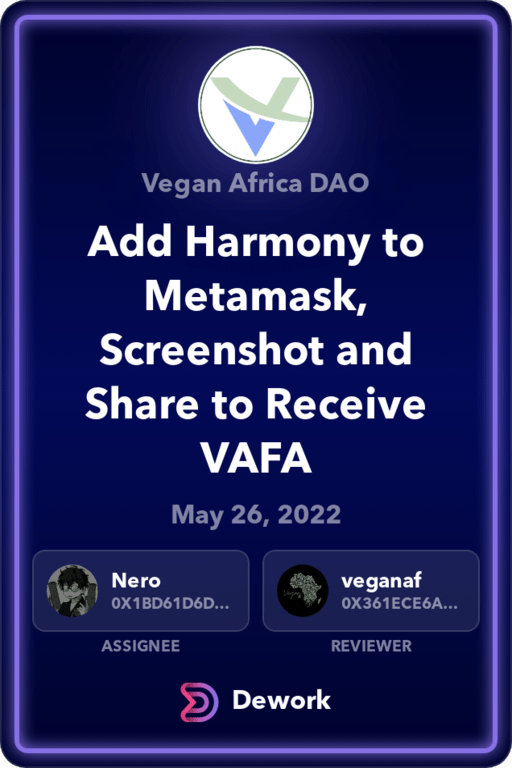 Vegan Africa DAO
Add Harmony to
Metamask,
Screenshot and
Share to Receive
VAFA
May 26, 2022
Nero
0X1BD61D6D...
ASSIGNEE
veganaf
0X361ECE6A...
REVIEWER
Dework